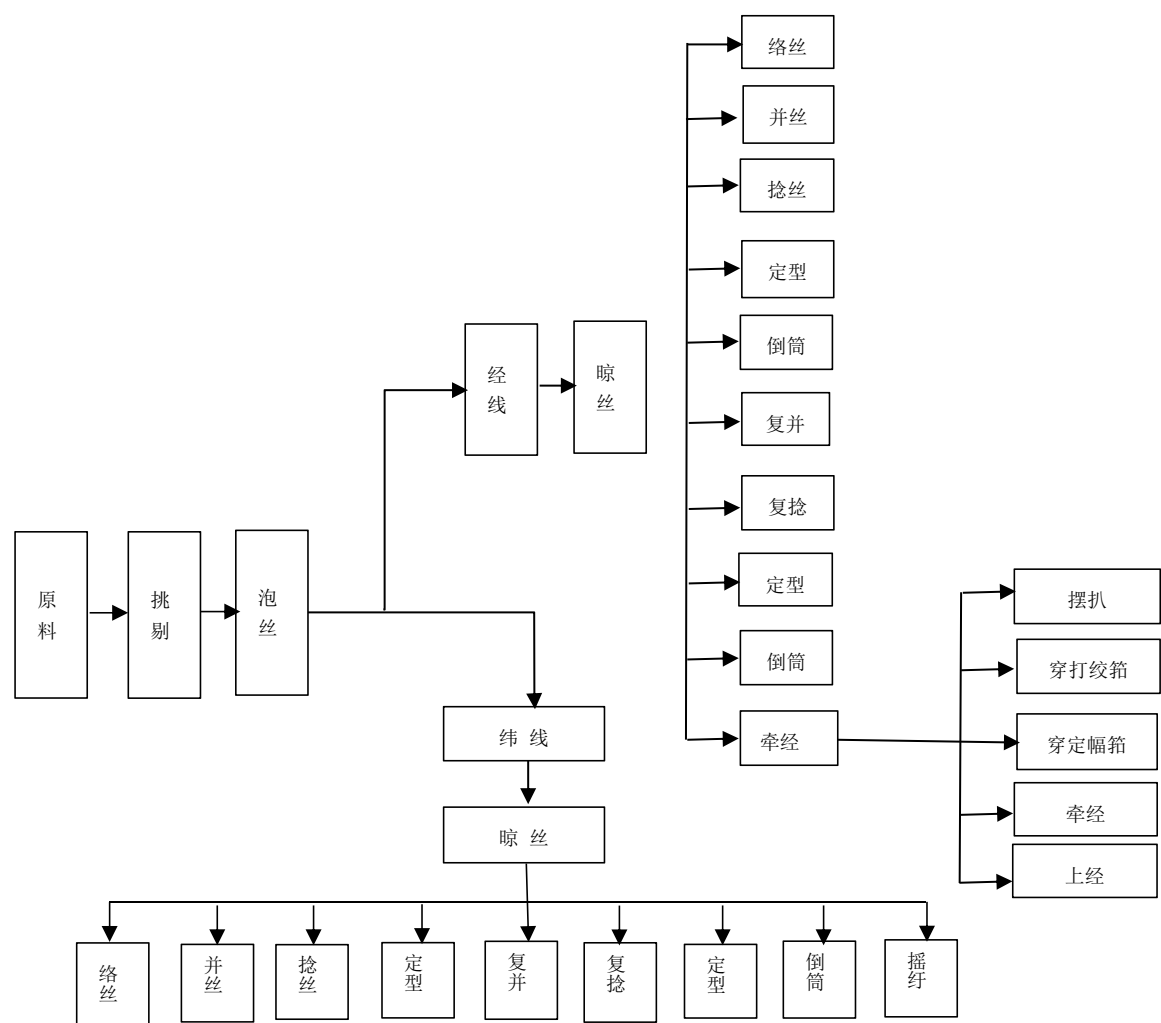 原料
挑剔
泡丝
经线
晾丝
络丝
并丝
捻丝
定型
倒筒
复并
复捻
定型
倒筒
牵经
摆扒
穿打绞筘
穿定幅筘
牵经
上经
纬 线
晾 丝
络丝
并丝
捻丝
定型
复并
复捻
定型
倒筒
摇纡